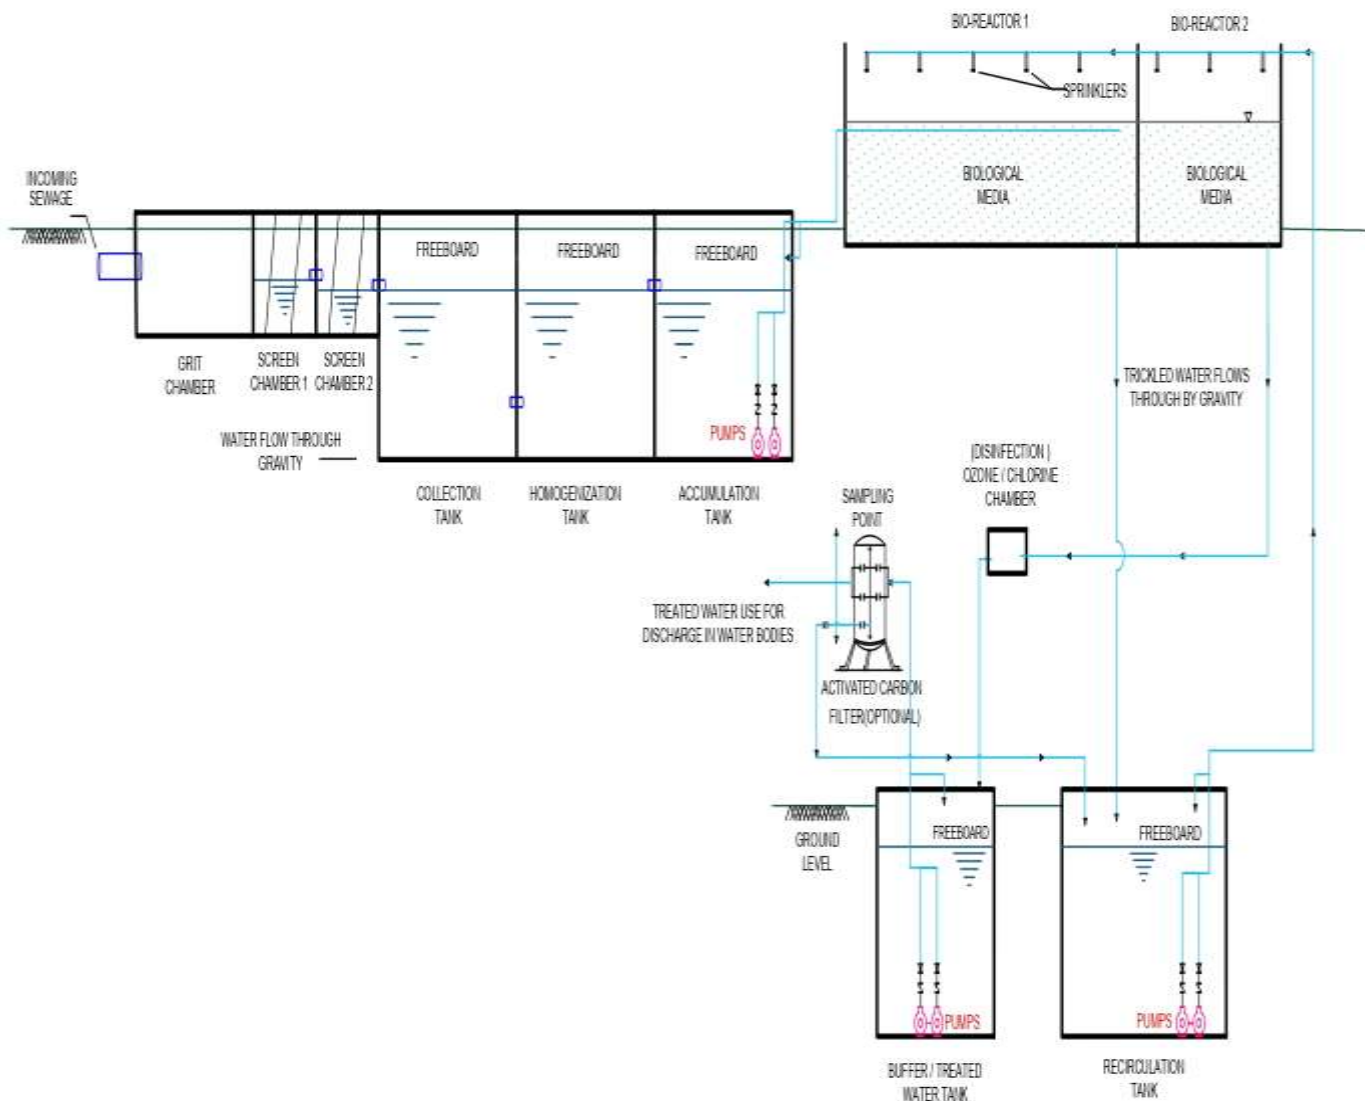 BIO-REACTOR 1
BIO-REACTOR 2
SPRINKLERS
BIOLOGICAL
MEDIA
BIOLOGICAL
MEDIA
INCOMING
SEWAGE
FREEBOARD
FREEBOARD
FREEBOARD
GRIT
CHAMBER
SCREEN
CHAMBER 1
SCREEN
CHAMBER 2
PUMPS
WATER FLOW THROUGH
GRAVITY
COLLECTION
TANK
HOMOGENIZATION
TANK
ACCUMULATION
TANK
TRICKLED WATER FLOWS
THROUGH BY GRAVITY
(DISINFECTION )
OZONE / CHLORINE
CHAMBER
SAMPLING
POINT
TREATED WATER USE FOR
DISCHARGE IN WATER BODIES
ACTIVATED CARBON
FILTER(OPTIONAL)
GROUND
LEVEL
FREEBOARD
FREEBOARD
PUMPS
PUMPS
BUFFER / TREATED
WATER TANK
RECIRCULATION
TANK